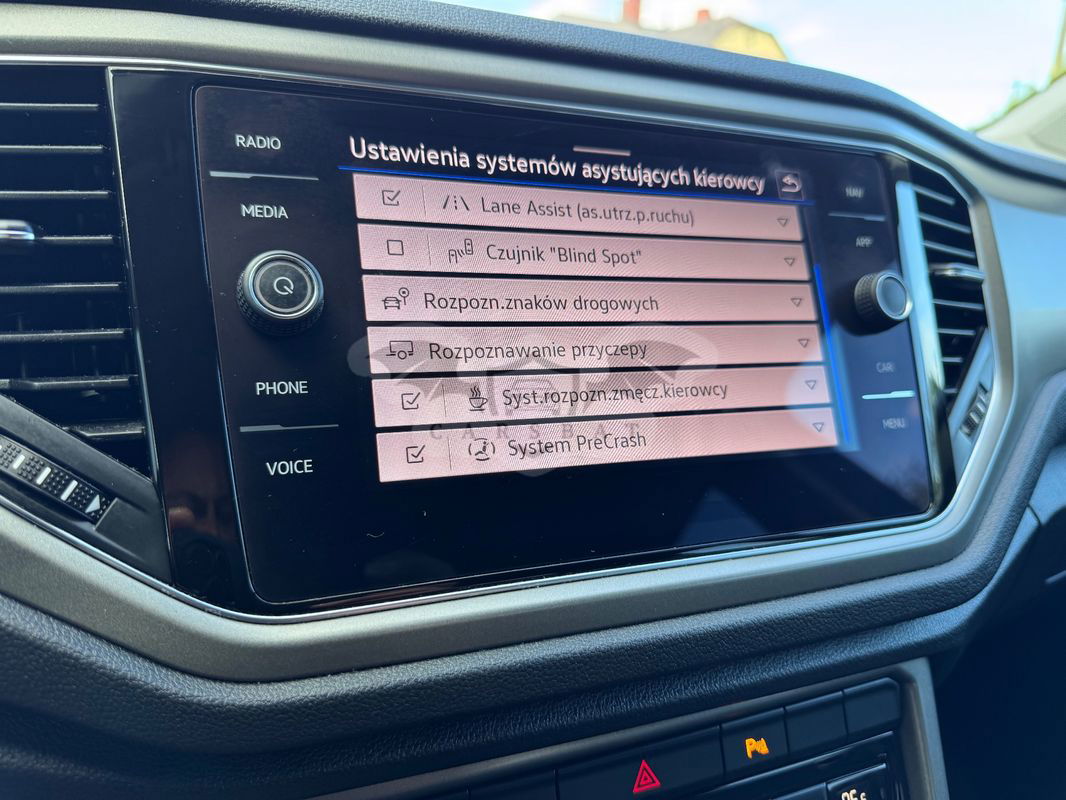 RADIO
MEDIA
PHONE
VOICE
Ustawienia systemów asystujących kierowcy
Lane Assist (as.utrz.p.ruchu)
Czujnik "Blind Spot"
Rozpozn.znaków drogowych
Rozpoznawanie przyczepy
Syst.rozpozn.zmęcz.kierowcy
System PreCrash
CARSBAT
NAV
APP
CAR
MENU